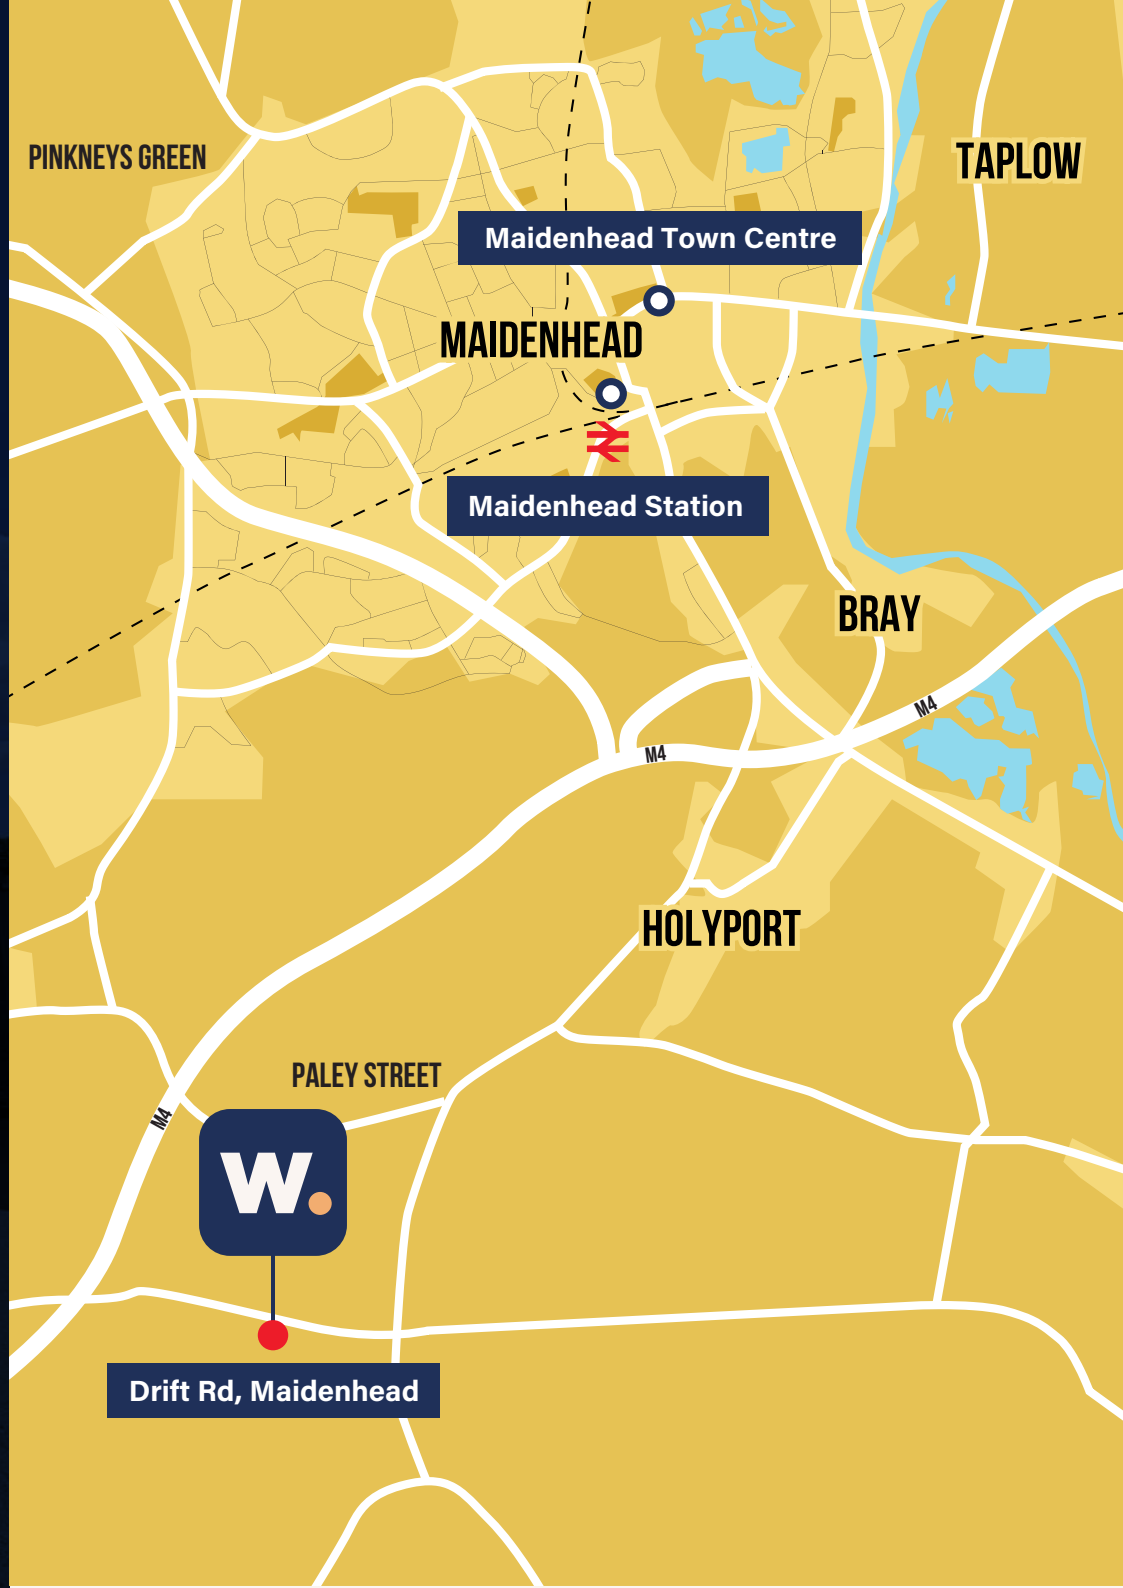 PINKNEYS GREEN
TAPLOW
Maidenhead Town Centre
MAIDENHEAD
Maidenhead Station
BRAY
M4
M4
HOLYPORT
PALEY STREET
M4
W.
Drift Rd, Maidenhead